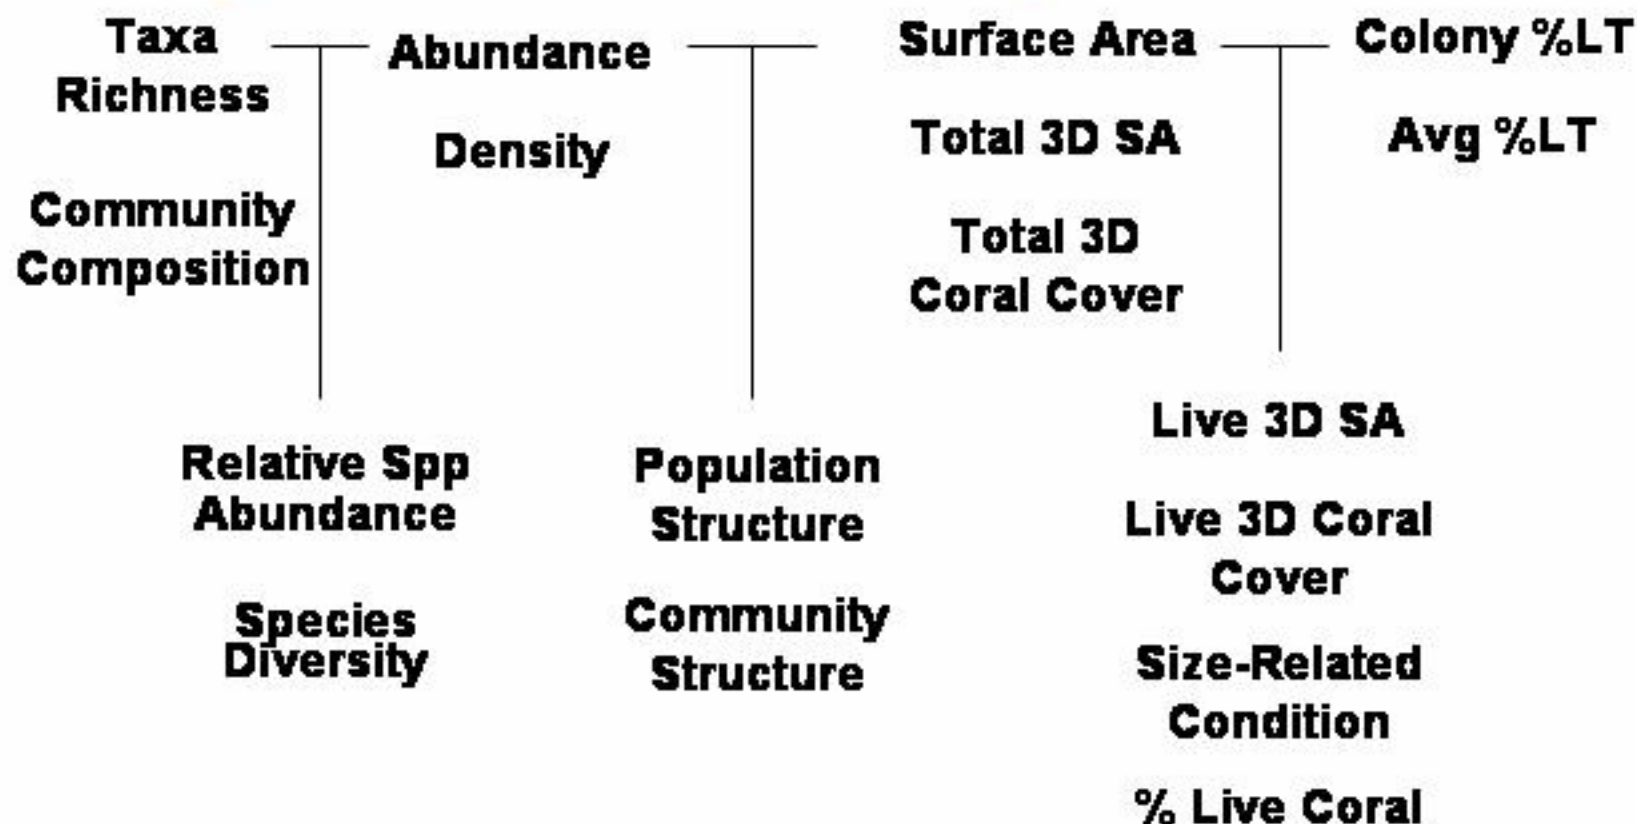 Taxa
Richness
Community
Composition
Abundance
Density
Surface Area
Total 3D SA
Total 3D
Coral Cover
Colony %LT
Avg %LT
Relative Spp
Abundance
Species
Diversity
Population
Structure
Community
Structure
Live 3D SA
Live 3D Coral
Cover
Size-Related
Condition
% Live Coral